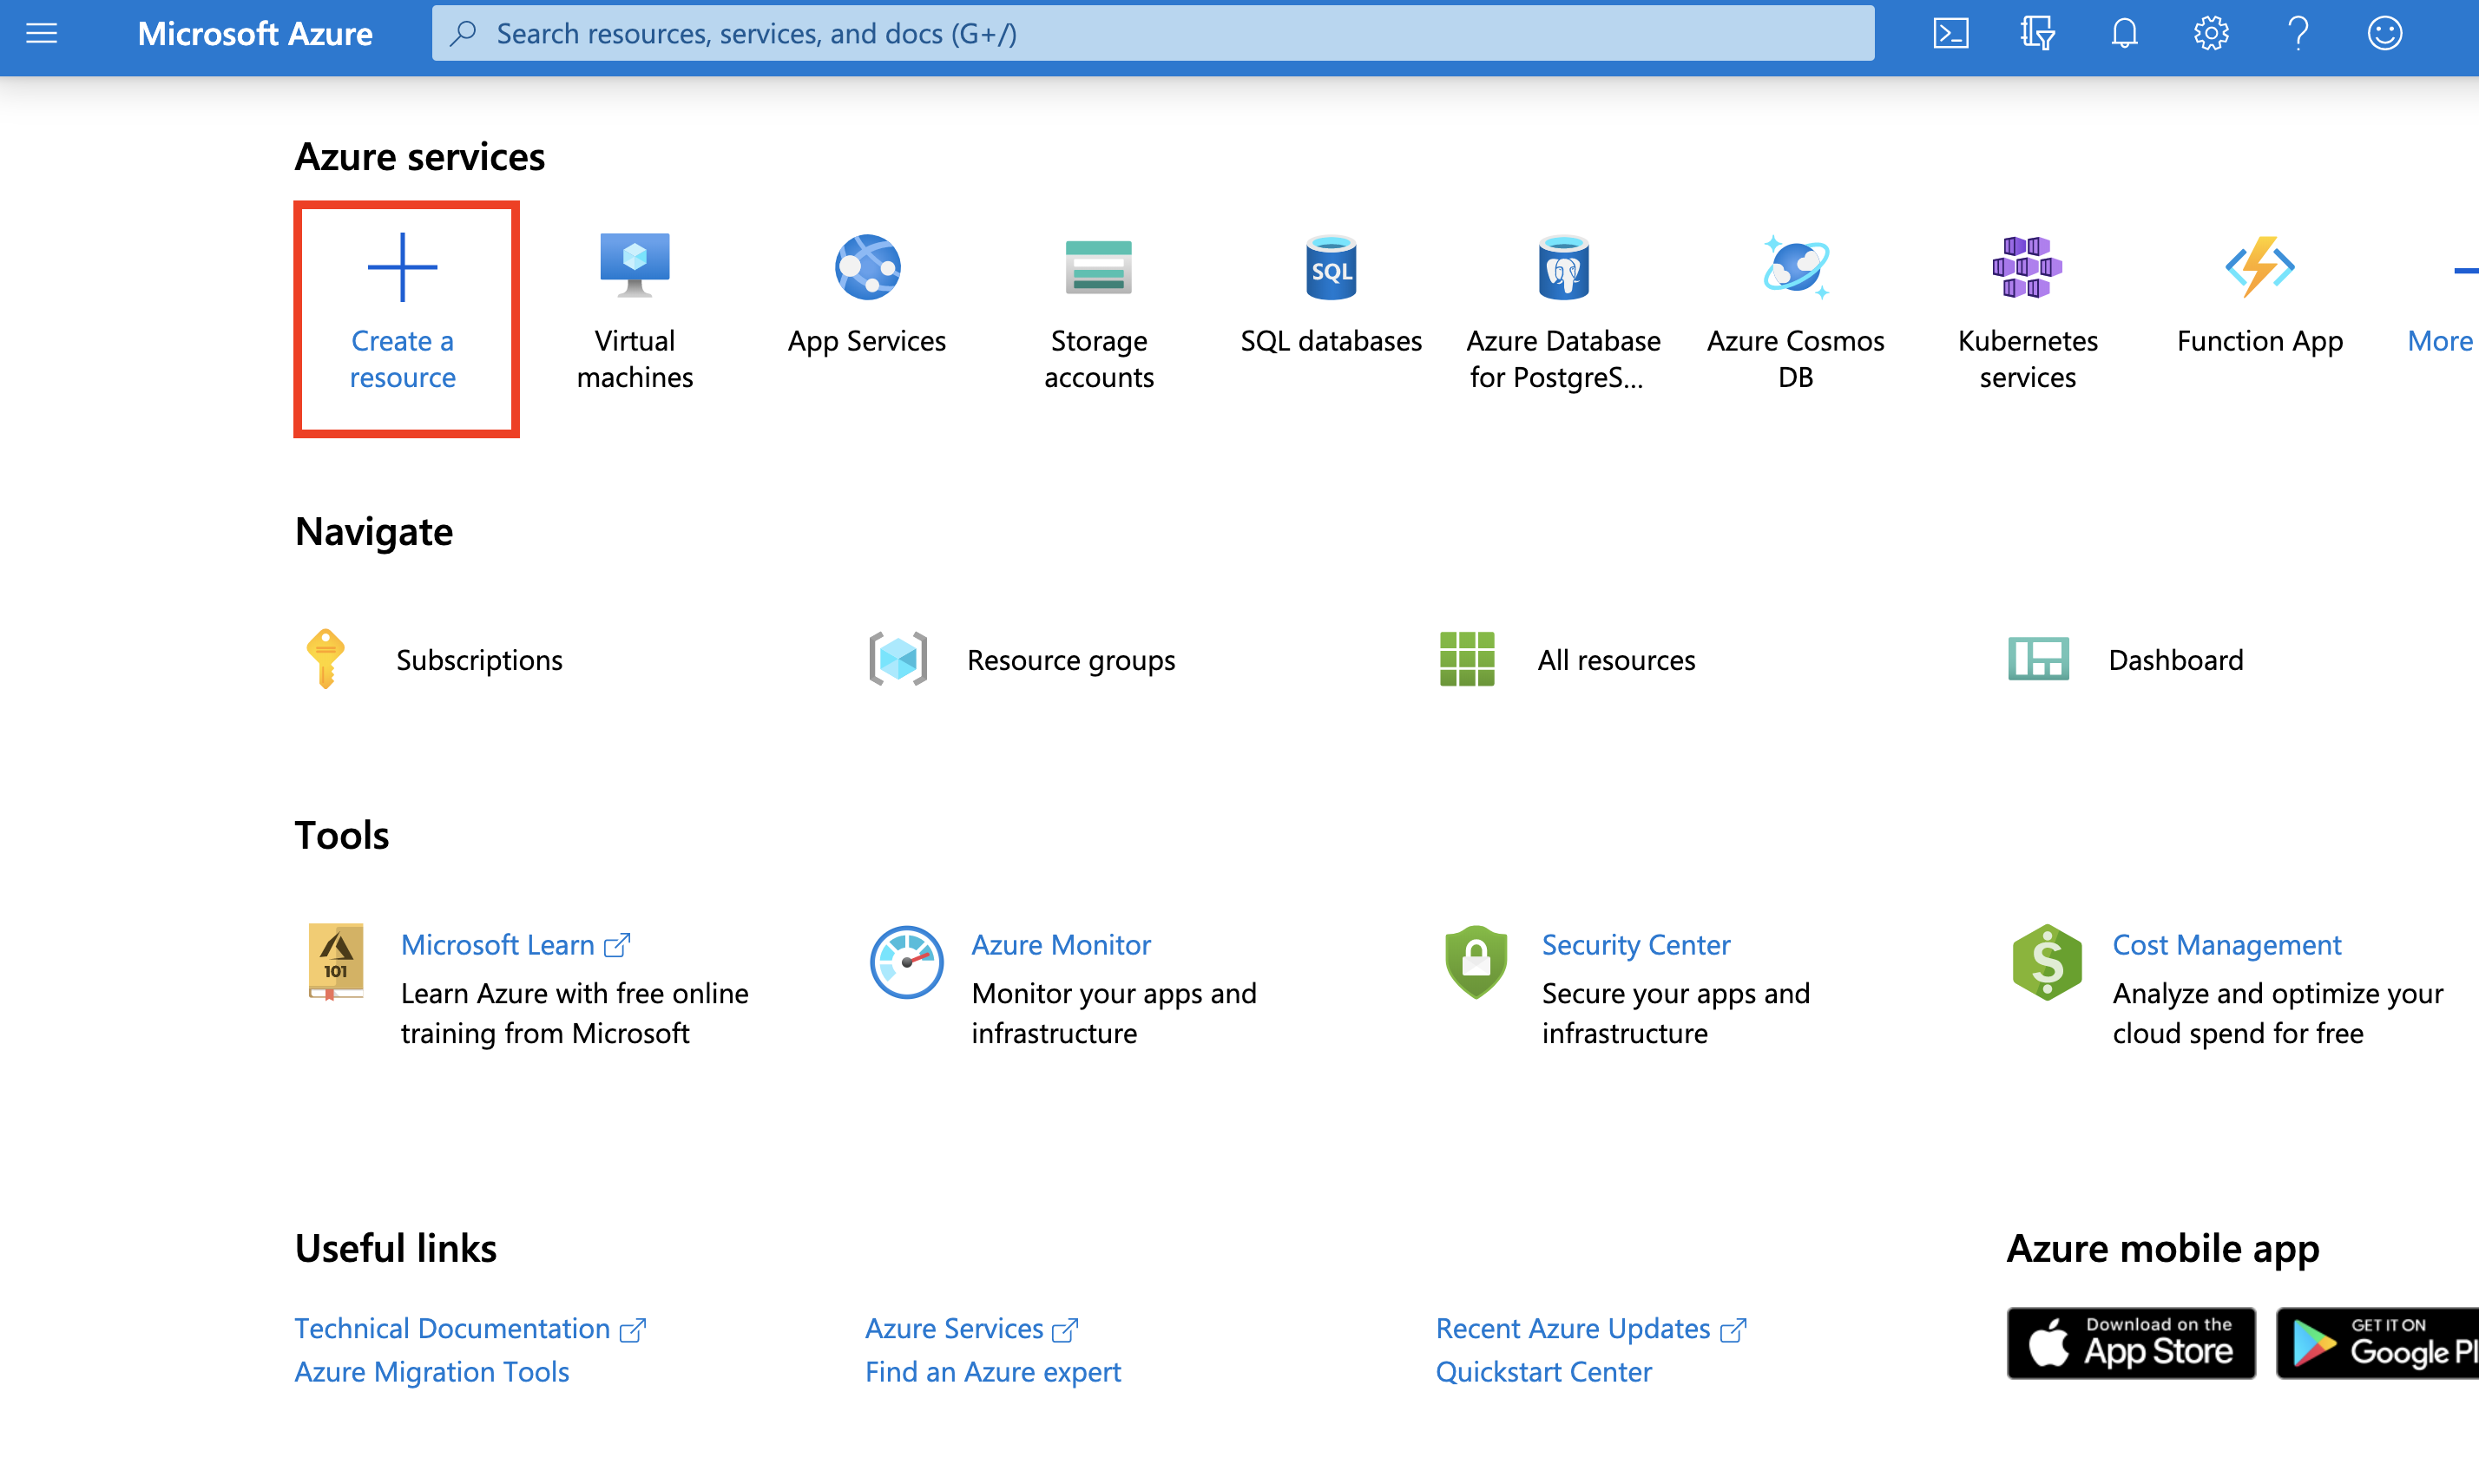 Microsoft Azure
Search resources, services, and docs (G+/)
Azure services
Create a
resource
Virtual
machines
App Services
Storage
accounts
SQL
SQL databases
Azure Database
for PostgreS...
Azure Cosmos
DB
Kubernetes
services
Function App
More
Navigate
Subscriptions
Resource groups
All resources
Dashboard
Tools
101
Microsoft Learn
Learn Azure with free online
training from Microsoft
Azure Monitor
Monitor your apps and
infrastructure
Security Center
Secure your apps and
infrastructure
Cost Management
Analyze and optimize your
cloud spend for free
Useful links
Technical Documentation
Azure Migration Tools
Azure Services
Find an Azure expert
Recent Azure Updates
Quickstart Center
Azure mobile app
Download on the
App Store
GET IT ON
Google Pl